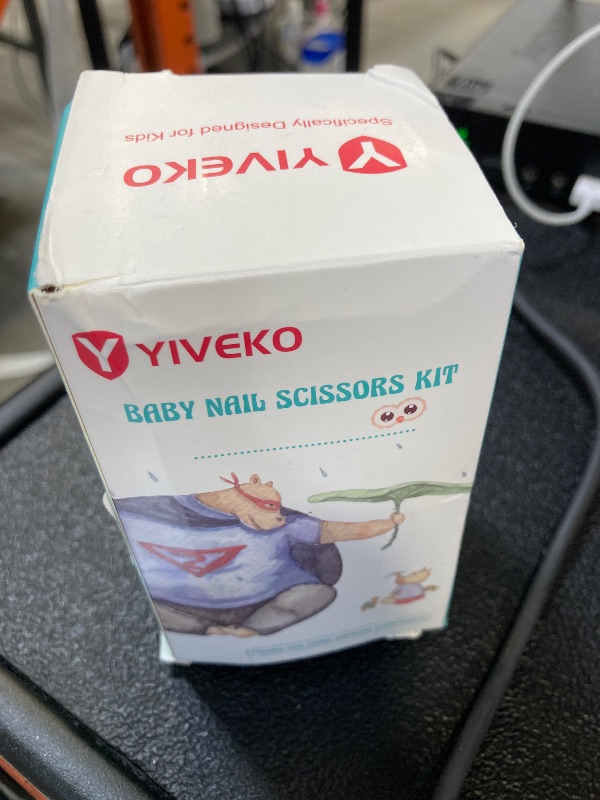 Specifically Designed for Kids
YIVEKO
YIVEKO
BABY NAIL SCISSORS KIT